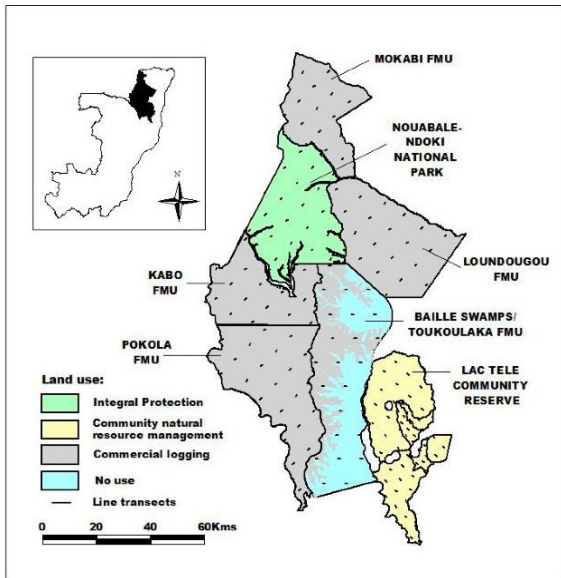 MOKABI FMU
NOUABALE-
NDOKI
NATIONAL
PARK
N
LOUNDOUGOU
FMU
KABO
FMU
BAILLE SWAMPS/
TOUKOULAKA FMU
POKOLA
FMU
LAC TELE
COMMUNITY
RESERVE
Land use:
Integral Protection
Community natural
resource management
Commercial logging
No use
Line transects
0 20 40 60Kms